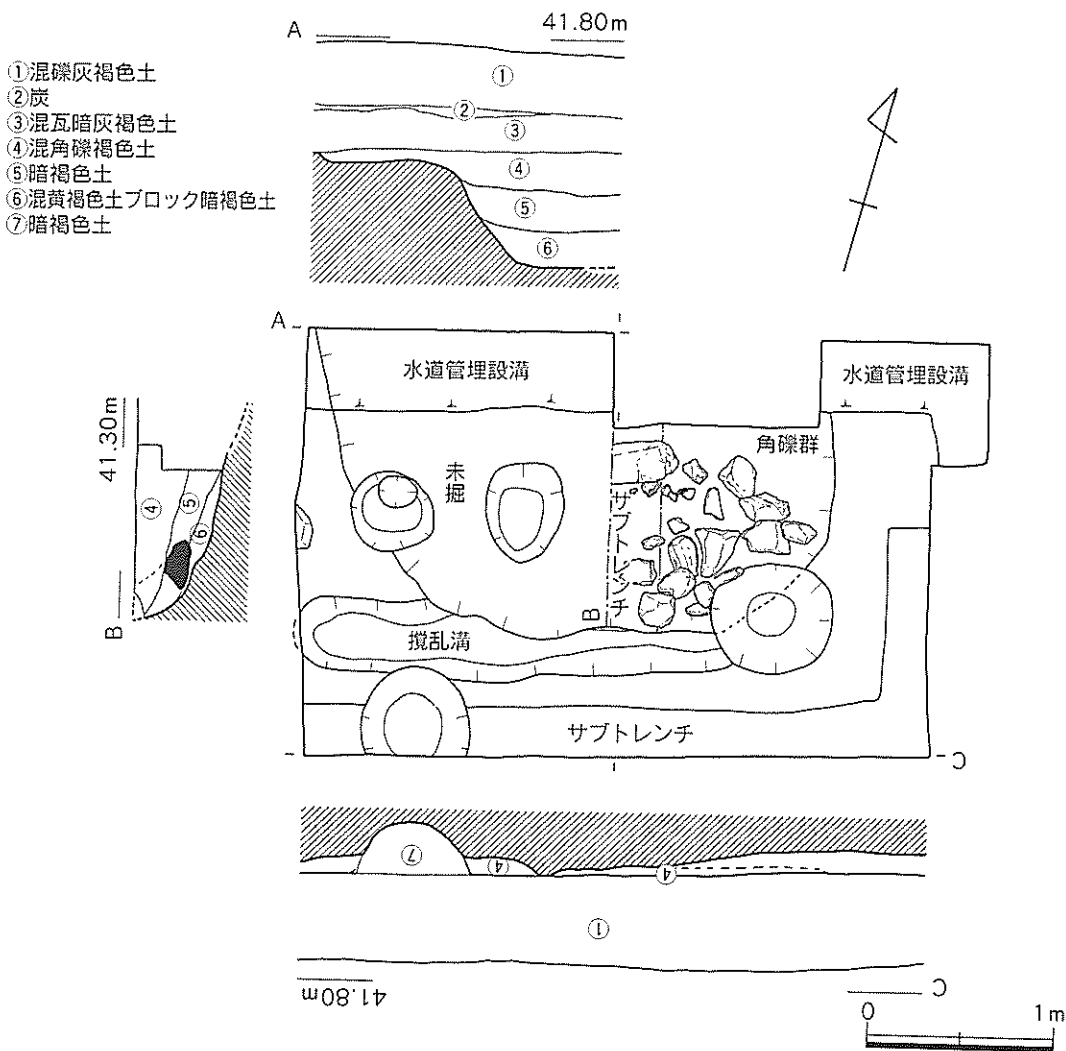 A
41.80m
①混礫灰褐色土
②炭
③混瓦暗灰褐色土
④混角礫褐色土
⑤暗褐色土
⑥混黄褐色土ブロック暗褐色土
⑦暗褐色土
①
②
③
④
⑤
⑥
A
水道管埋設溝
水道管埋設溝
41.30m
④
⑤
⑥
B
未掘
角礫群
サブトレンチ
B
撹乱溝
サブトレンチ
C
⑦
④
④
①
41.80m
C
0 1m